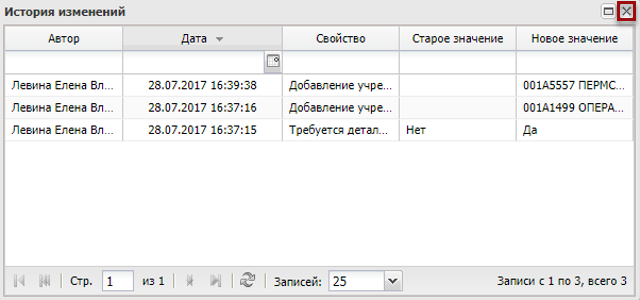 История изменений
Автор Дата Свойство Старое значение Новое значение
Левина Елена Вл... 28.07.2017 16:39:38 Добавление учре... 001А5557 ПЕРМС...
Левина Елена Вл... 28.07.2017 16:37:16 Добавление учре... 001А1499 ОПЕРА...
Левина Елена Вл... 28.07.2017 16:37:15 Требуется детал... Нет Да
Стр. 1 из 1 Записей: 25 Записи с 1 по 3, всего 3